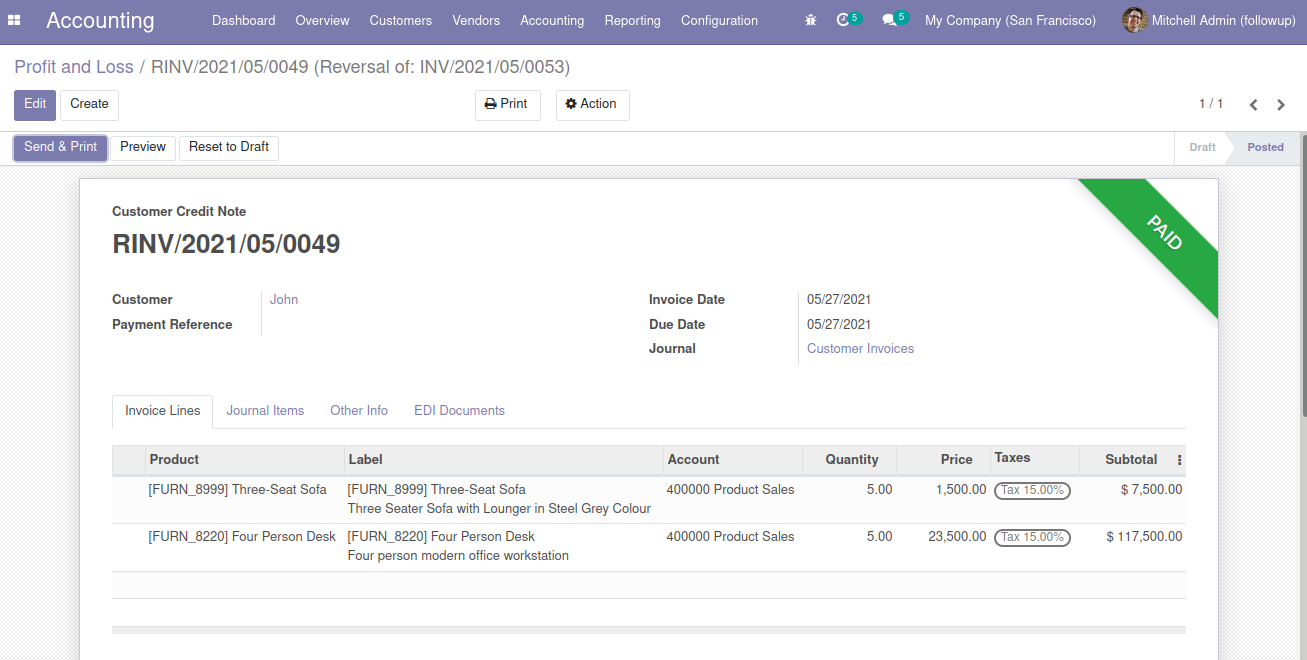 Accounting Dashboard Overview Customers Vendors Accounting Reporting Configuration 5 5 My Company (San Francisco) Mitchell Admin (followup)
Profit and Loss / RINV/2021/05/0049 (Reversal of: INV/2021/05/0053)
Edit Create Print Action 1 / 1
Send & Print Preview Reset to Draft Draft Posted
PAID
Customer Credit Note
RINV/2021/05/0049
Customer John Invoice Date 05/27/2021
Payment Reference Due Date 05/27/2021
Journal Customer Invoices
Invoice Lines Journal Items Other Info EDI Documents
Product Label Account Quantity Price Taxes Subtotal
[FURN_8999] Three-Seat Sofa [FURN_8999] Three-Seat Sofa 400000 Product Sales 5.00 1,500.00 Tax 15.00% $ 7,500.00
Three Seater Sofa with Lounger in Steel Grey Colour
[FURN_8220] Four Person Desk [FURN_8220] Four Person Desk 400000 Product Sales 5.00 23,500.00 Tax 15.00% $ 117,500.00
Four person modern office workstation